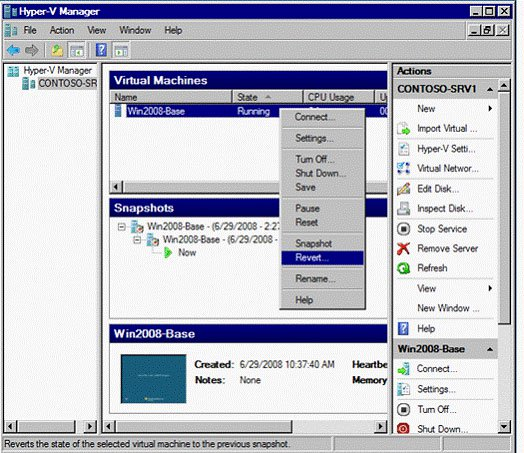 Hyper-V Manager
File Action View Window Help
Hyper-V Manager
CONTOSO-SR
Virtual Machines
Name State CPU Usage Up
Win2008-Base Running 00
Connect...
Settings...
Turn Off...
Shut Down...
Save
Pause
Reset
Snapshot
Revert...
Rename...
Help
Snapshots
Win2008-Base - (6/29/2008 - 2:27
Win2008-Base - (6/29/2008
Now
Win2008-Base
Created: 6/29/2008 10:37:40 AM Heartbe
Notes: None Memory
Actions
CONTOSO-SRV1
New
Import Virtual ...
Hyper-V Setti...
Virtual Networ...
Edit Disk...
Inspect Disk...
Stop Service
Remove Server
Refresh
View
New Window ...
Help
Win2008-Base
Connect...
Settings...
Turn Off...
Shut Down...
Reverts the state of the selected virtual machine to the previous snapshot.